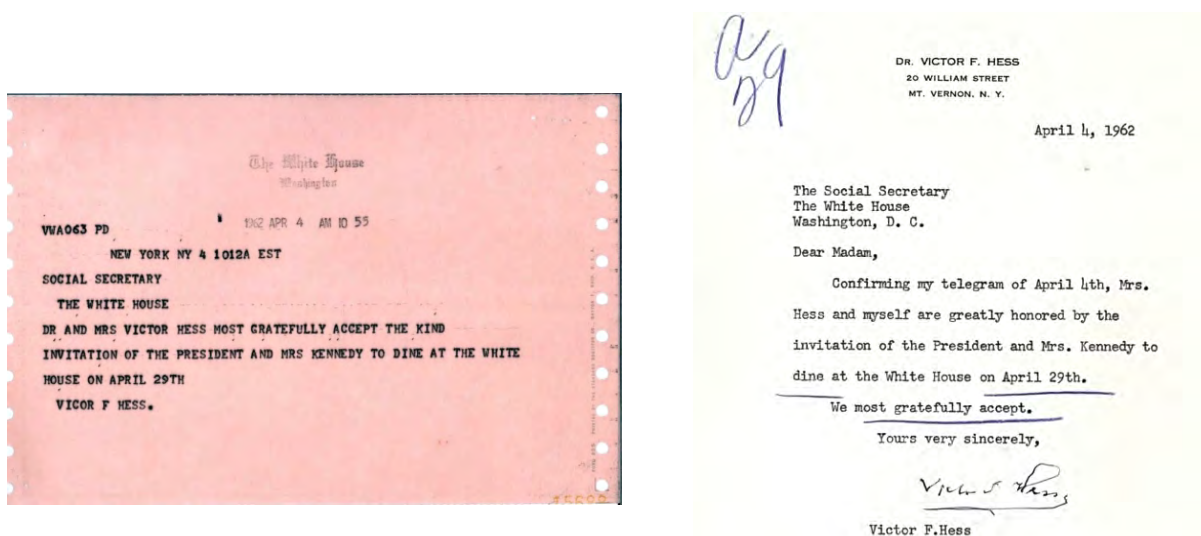 The White House
Washington
1962 APR 4 AM 10 55
VWA063 PD
NEW YORK NY 4 1012A EST
SOCIAL SECRETARY
THE WHITE HOUSE
DR AND MRS VICTOR HESS MOST GRATEFULLY ACCEPT THE KIND
INVITATION OF THE PRESIDENT AND MRS KENNEDY TO DINE AT THE WHITE
HOUSE ON APRIL 29TH
VICOR F HESS.
a
29
DR. VICTOR F. HESS
20 WILLIAM STREET
MT. VERNON, N. Y.
April 4, 1962
The Social Secretary
The White House
Washington, D. C.
Dear Madam,
Confirming my telegram of April 4th, Mrs.
Hess and myself are greatly honored by the
invitation of the President and Mrs. Kennedy to
dine at the White House on April 29th.
We most gratefully accept.
Yours very sincerely,
Victor F. Hess
Victor F.Hess